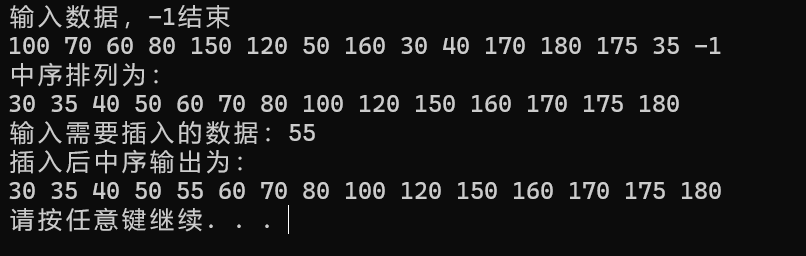 输入数据，-1结束
100 70 60 80 150 120 50 160 30 40 170 180 175 35 -1
中序排列为：
30 35 40 50 60 70 80 100 120 150 160 170 175 180
输入需要插入的数据：55
插入后中序输出为：
30 35 40 50 55 60 70 80 100 120 150 160 170 175 180
请按任意键继续. . .